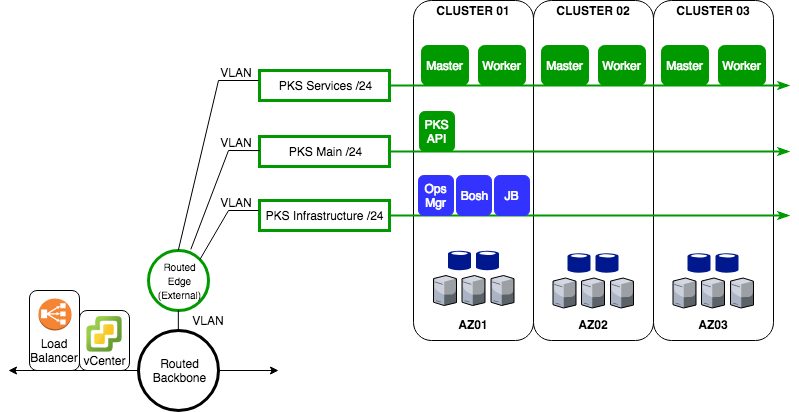 CLUSTER 01
CLUSTER 02
CLUSTER 03
VLAN
PKS Services /24
Master
Worker
Master
Worker
Master
Worker
VLAN
PKS Main /24
PKS
API
VLAN
PKS Infrastructure /24
Ops
Mgr
Bosh
JB
Routed
Edge
(External)
VLAN
AZ01
AZ02
AZ03
Load
Balancer
vCenter
Routed
Backbone